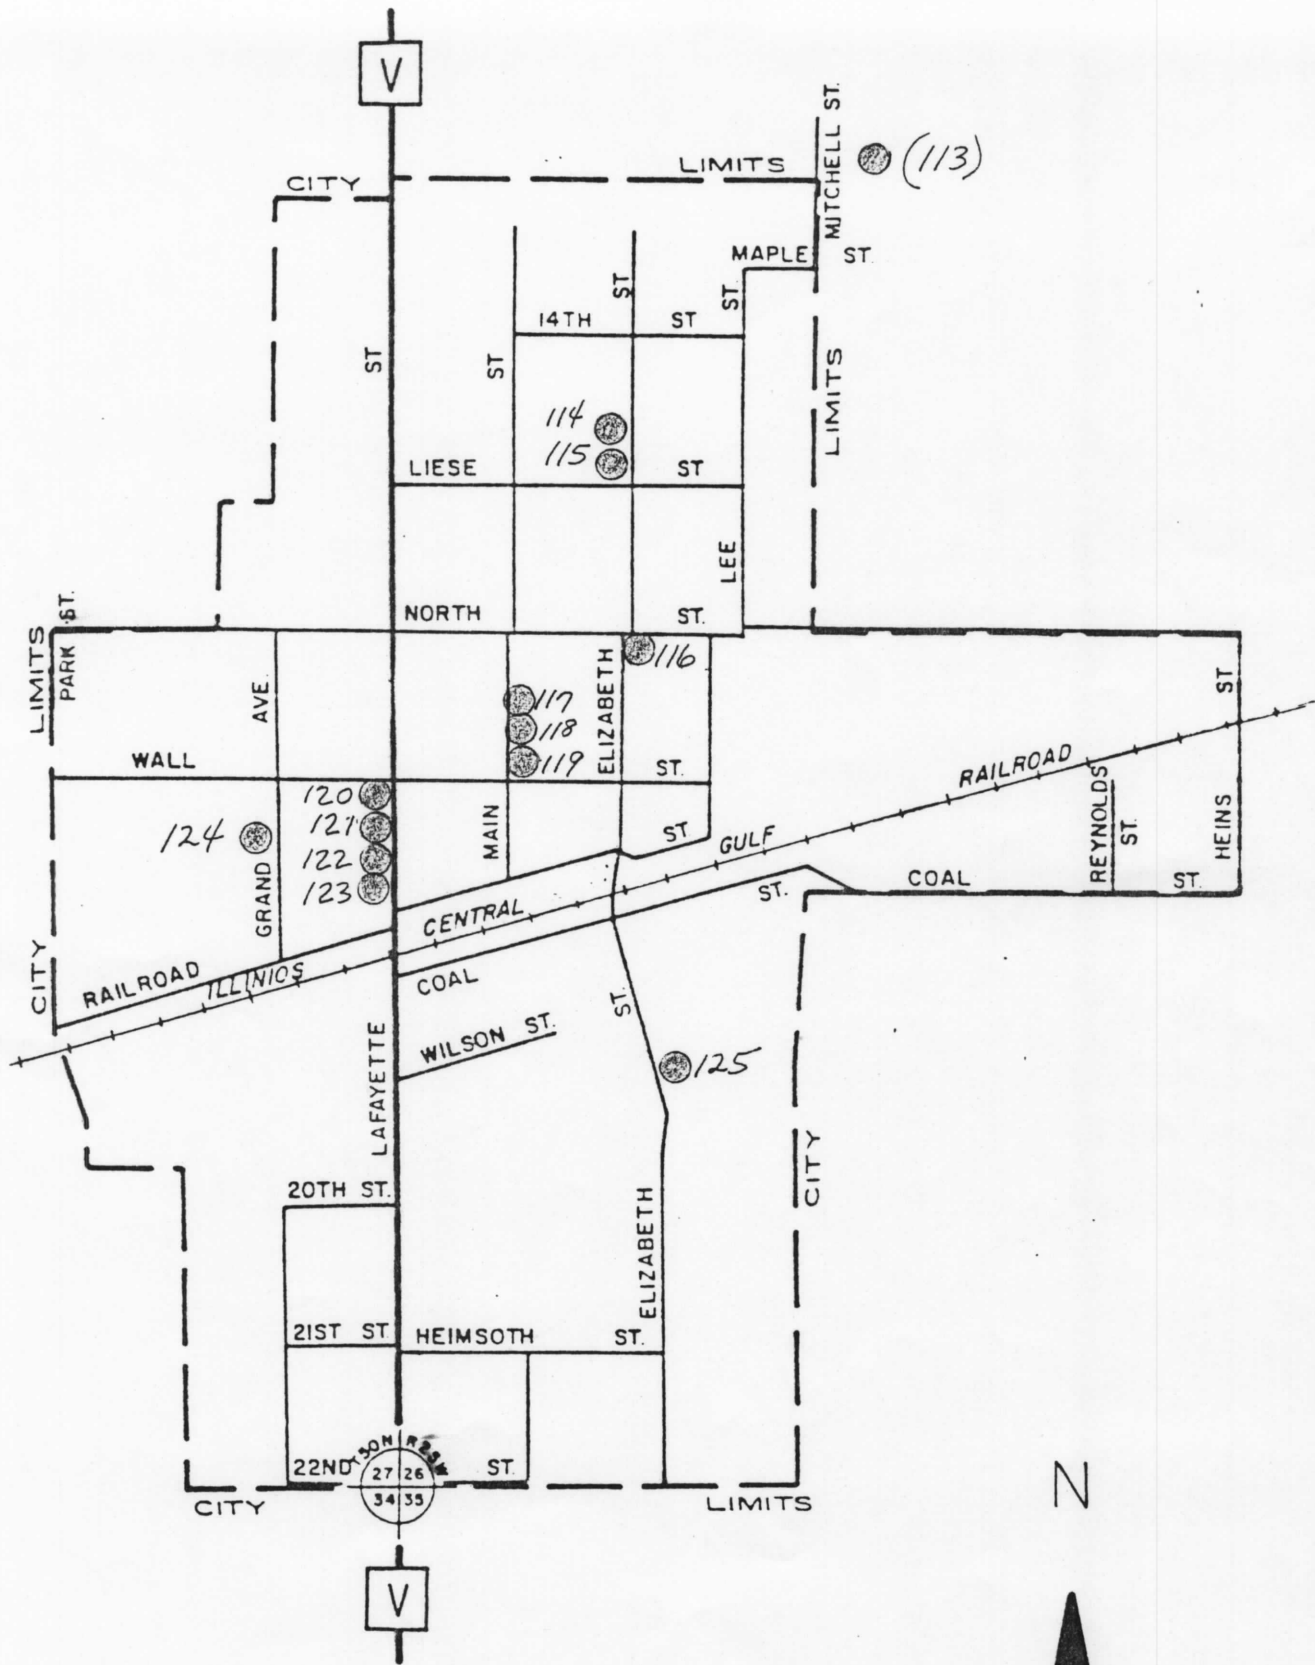 V
MITCHELL ST.
(113)
LIMITS
CITY
MAPLE ST.
ST.
ST.
14TH ST
ST
ST
LIMITS
114
115
LIESE ST
LEE
NORTH ST.
PARK ST.
LIMITS
116
ELIZABETH
AVE.
117
118
119
ST
WALL ST.
RAILROAD
120
121
122
123
124
MAIN
ST
GULF
REYNOLDS ST.
HEINS
GRAND
COAL ST.
ST.
CENTRAL
CITY
RAILROAD
ILLINIOS
COAL
ST.
WILSON ST.
125
LAFAYETTE
CITY
20TH ST.
ELIZABETH
21ST ST.
HEIMSOTH ST.
T50N R25W
22ND ST.
27 26
34 35
CITY
LIMITS
N
V